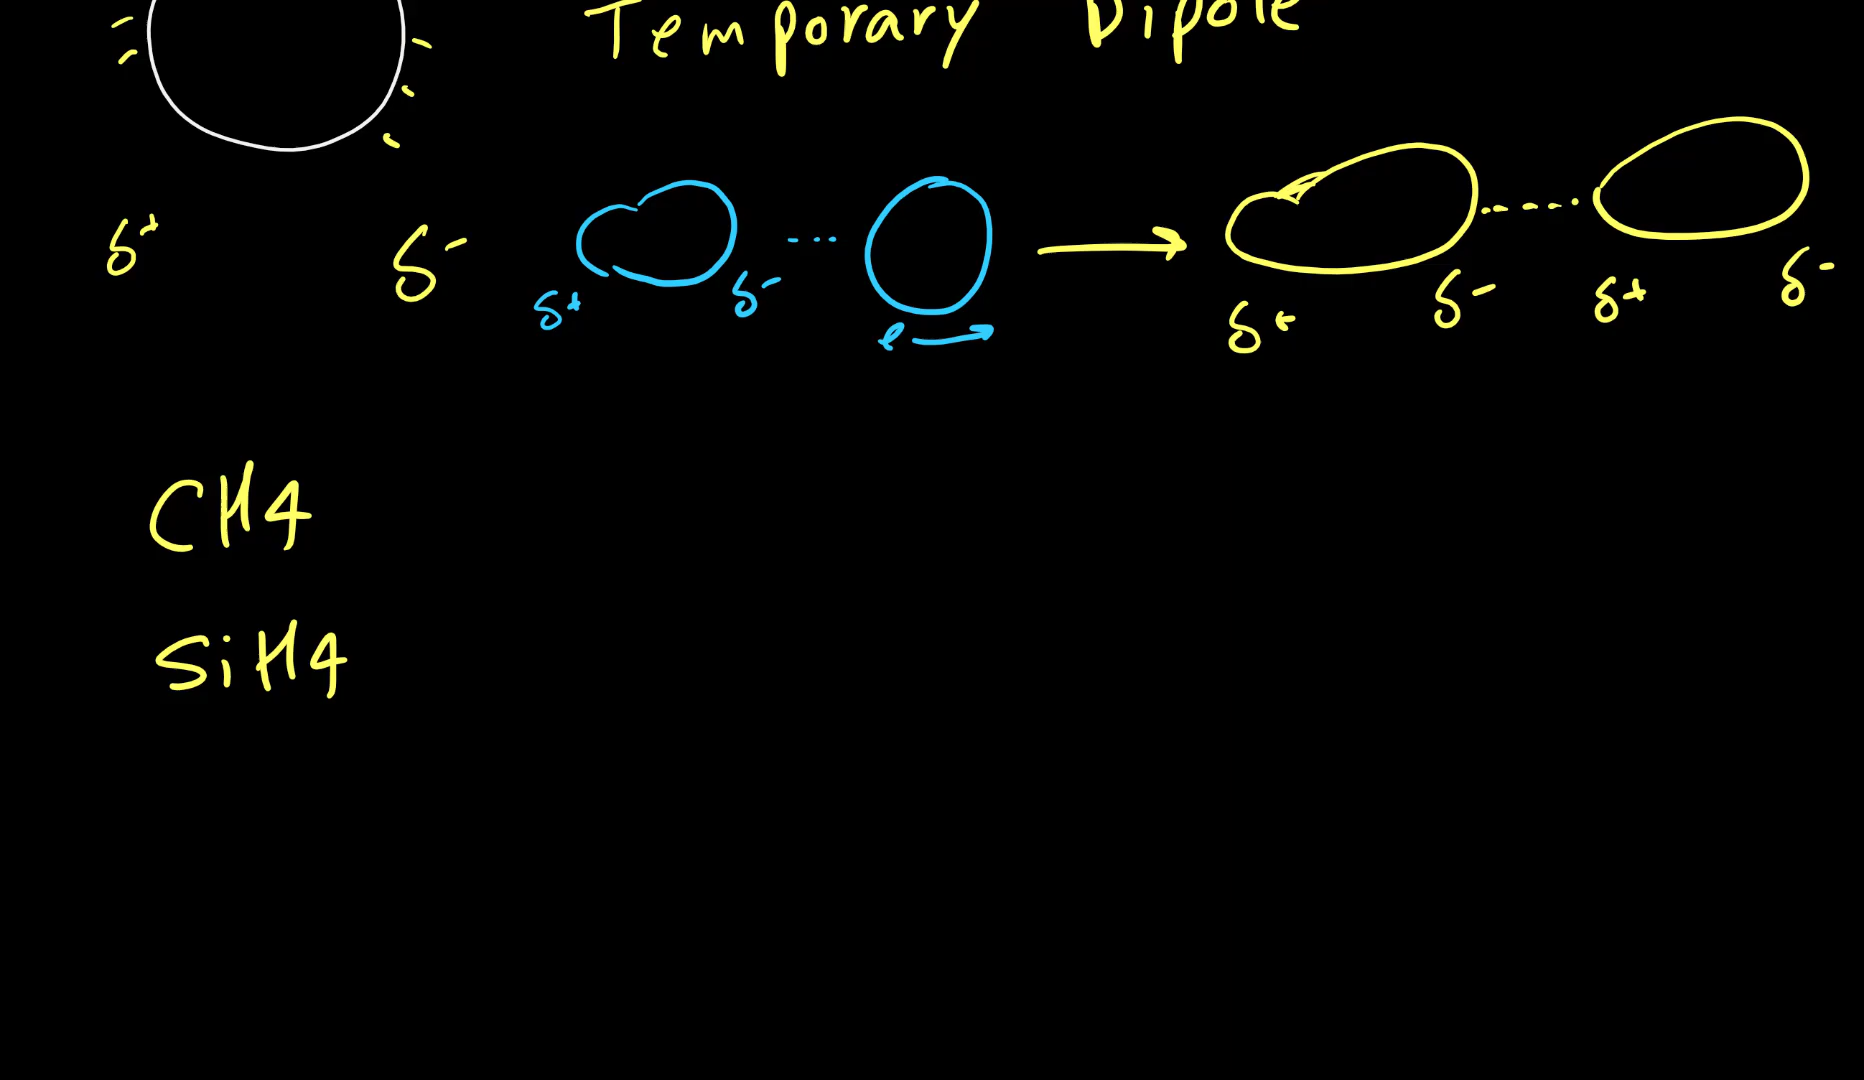 Temporary Dipole
δ+ δ- δ+ δ- e → δ+ δ- δ+ δ-
CH4
SiH4